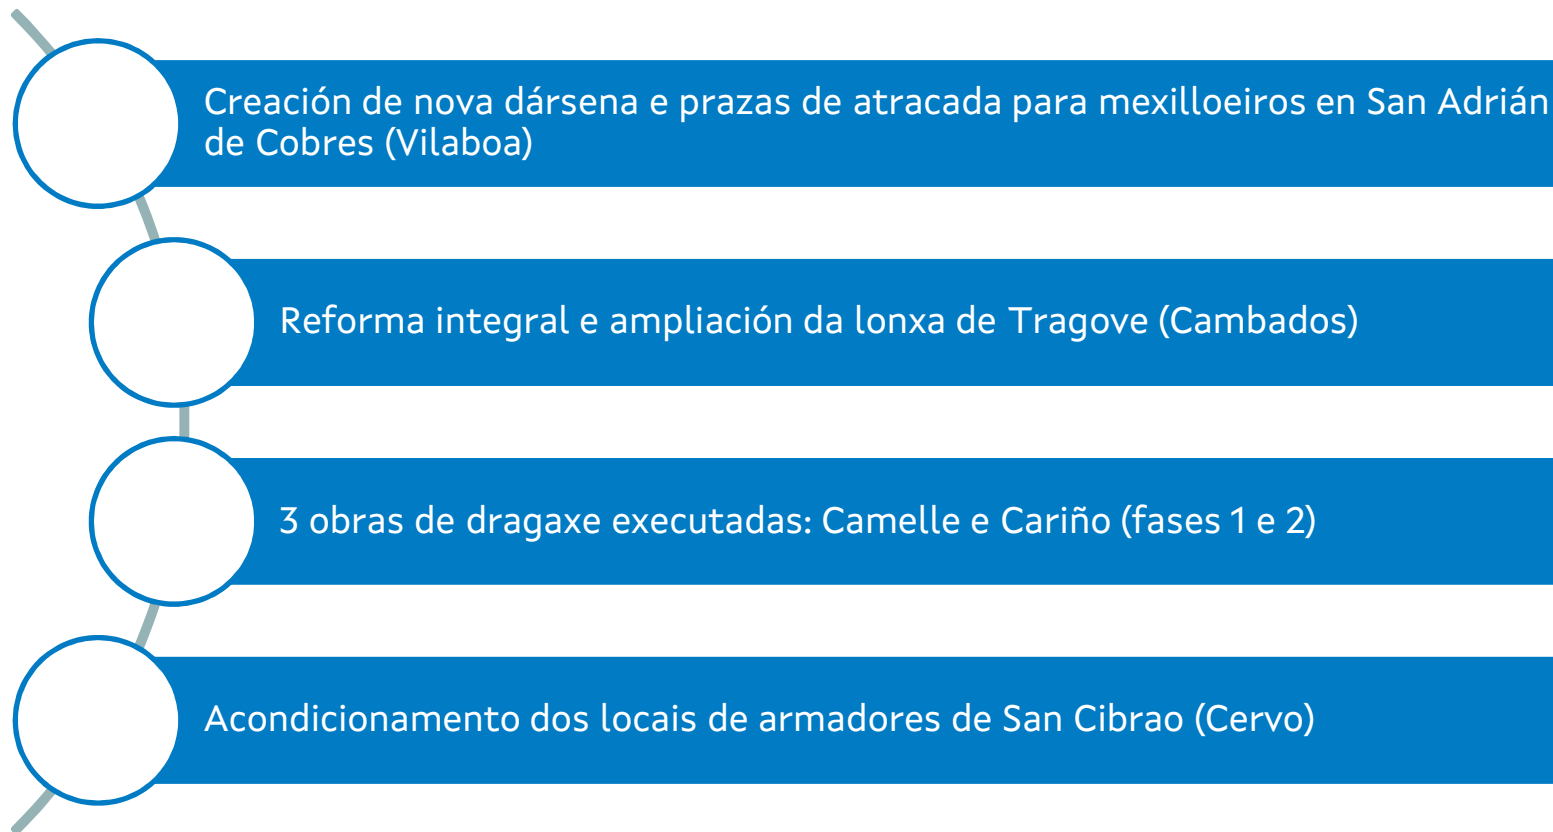 Creación de nova dársena e prazas de atracada para mexilloeiros en San Adrián
de Cobres (Vilaboa)
Reforma integral e ampliación da lonxa de Tragove (Cambados)
3 obras de dragaxe executadas: Camelle e Cariño (fases 1 e 2)
Acondicionamento dos locais de armadores de San Cibrao (Cervo)